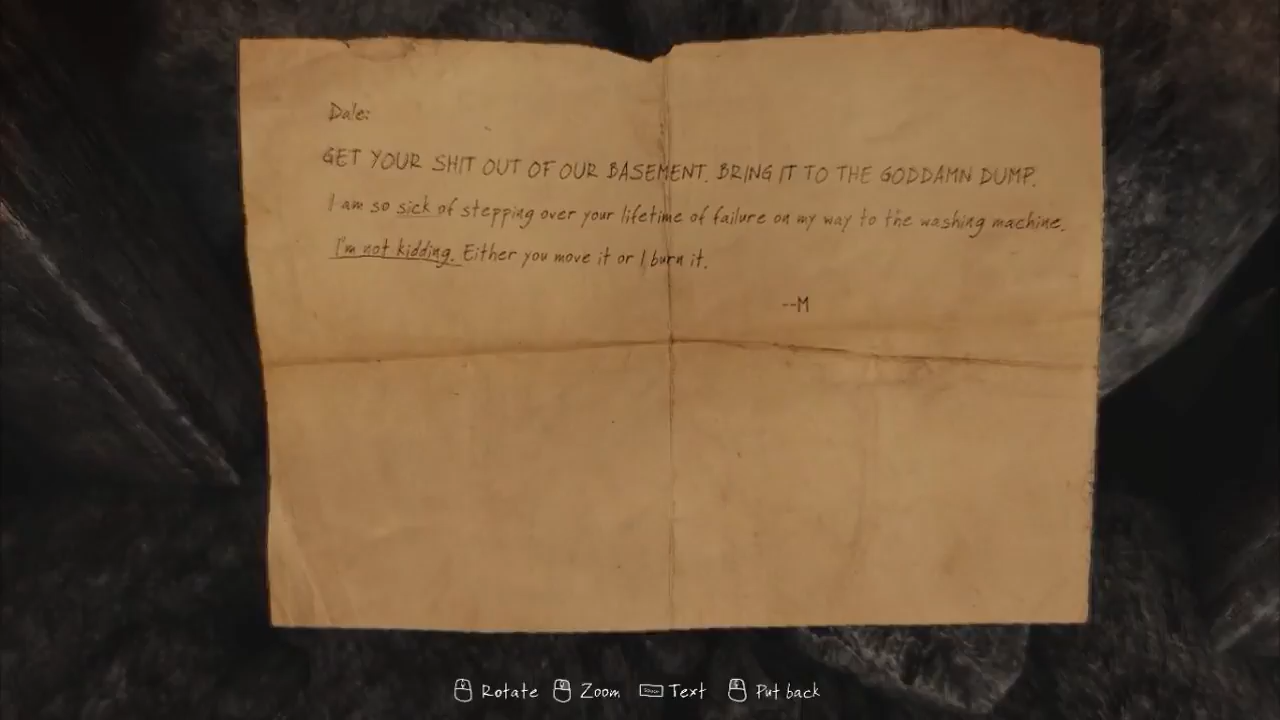 Dale:
GET YOUR SHIT OUT OF OUR BASEMENT. BRING IT TO THE GODDAMN DUMP.
I am so sick of stepping over your lifetime of failure on my way to the washing machine.
I'm not kidding. Either you move it or I burn it.
--M
Rotate Zoom Text Put back